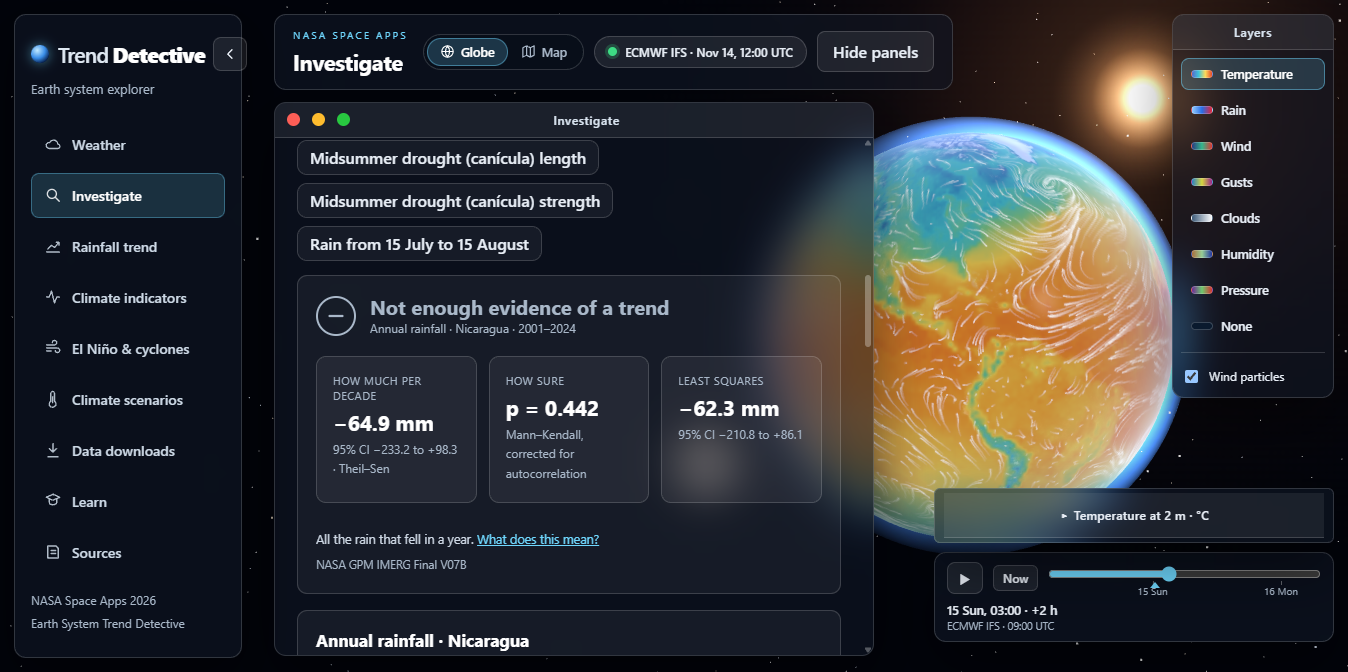 Trend Detective
Earth system explorer
Weather
Investigate
Rainfall trend
Climate indicators
El Niño & cyclones
Climate scenarios
Data downloads
Learn
Sources
NASA Space Apps 2026
Earth System Trend Detective
NASA SPACE APPS
Investigate
Globe
Map
ECMWF IFS · Nov 14, 12:00 UTC
Hide panels
Investigate
Midsummer drought (canícula) length
Midsummer drought (canícula) strength
Rain from 15 July to 15 August
Not enough evidence of a trend
Annual rainfall · Nicaragua · 2001–2024
HOW MUCH PER
DECADE
−64.9 mm
95% CI −233.2 to +98.3
· Theil–Sen
HOW SURE
p = 0.442
Mann–Kendall,
corrected for
autocorrelation
LEAST SQUARES
−62.3 mm
95% CI −210.8 to +86.1
All the rain that fell in a year. What does this mean?
NASA GPM IMERG Final V07B
Annual rainfall · Nicaragua
Layers
Temperature
Rain
Wind
Gusts
Clouds
Humidity
Pressure
None
Wind particles
Temperature at 2 m · °C
Now
15 Sun
16 Mon
15 Sun, 03:00 · +2 h
ECMWF IFS · 09:00 UTC